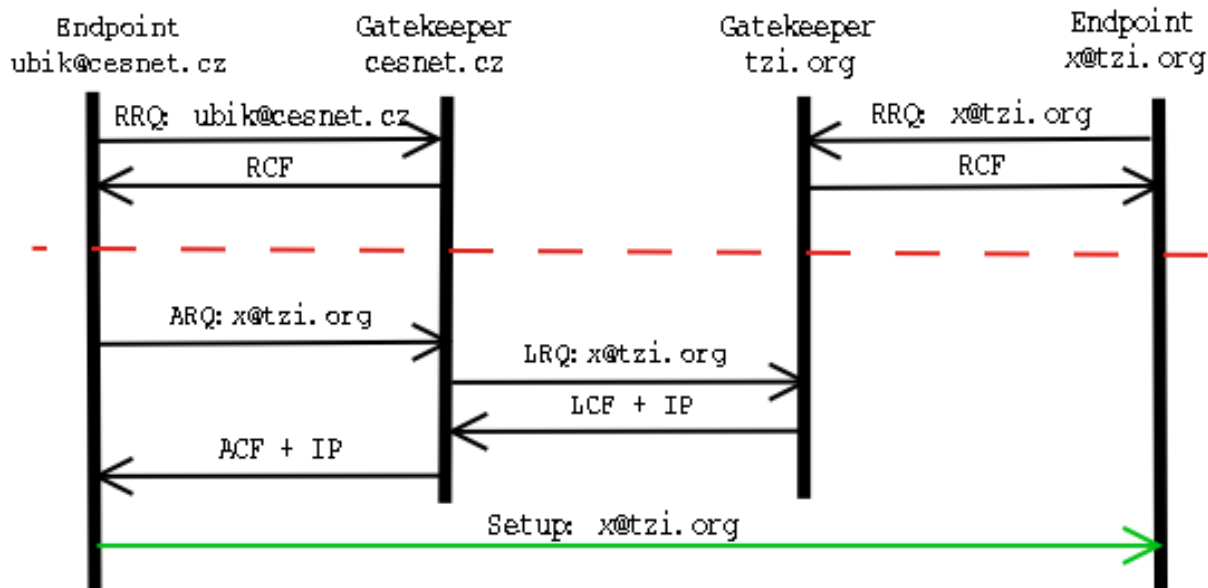 Endpoint
ubik@cesnet.cz
Gatekeeper
cesnet.cz
Gatekeeper
tzi.org
Endpoint
x@tzi.org
RRQ: ubik@cesnet.cz
RRQ: x@tzi.org
RCF
RCF
ARQ:x@tzi.org
LRQ:x@tzi.org
LCF + IP
ACF + IP
Setup: x@tzi.org